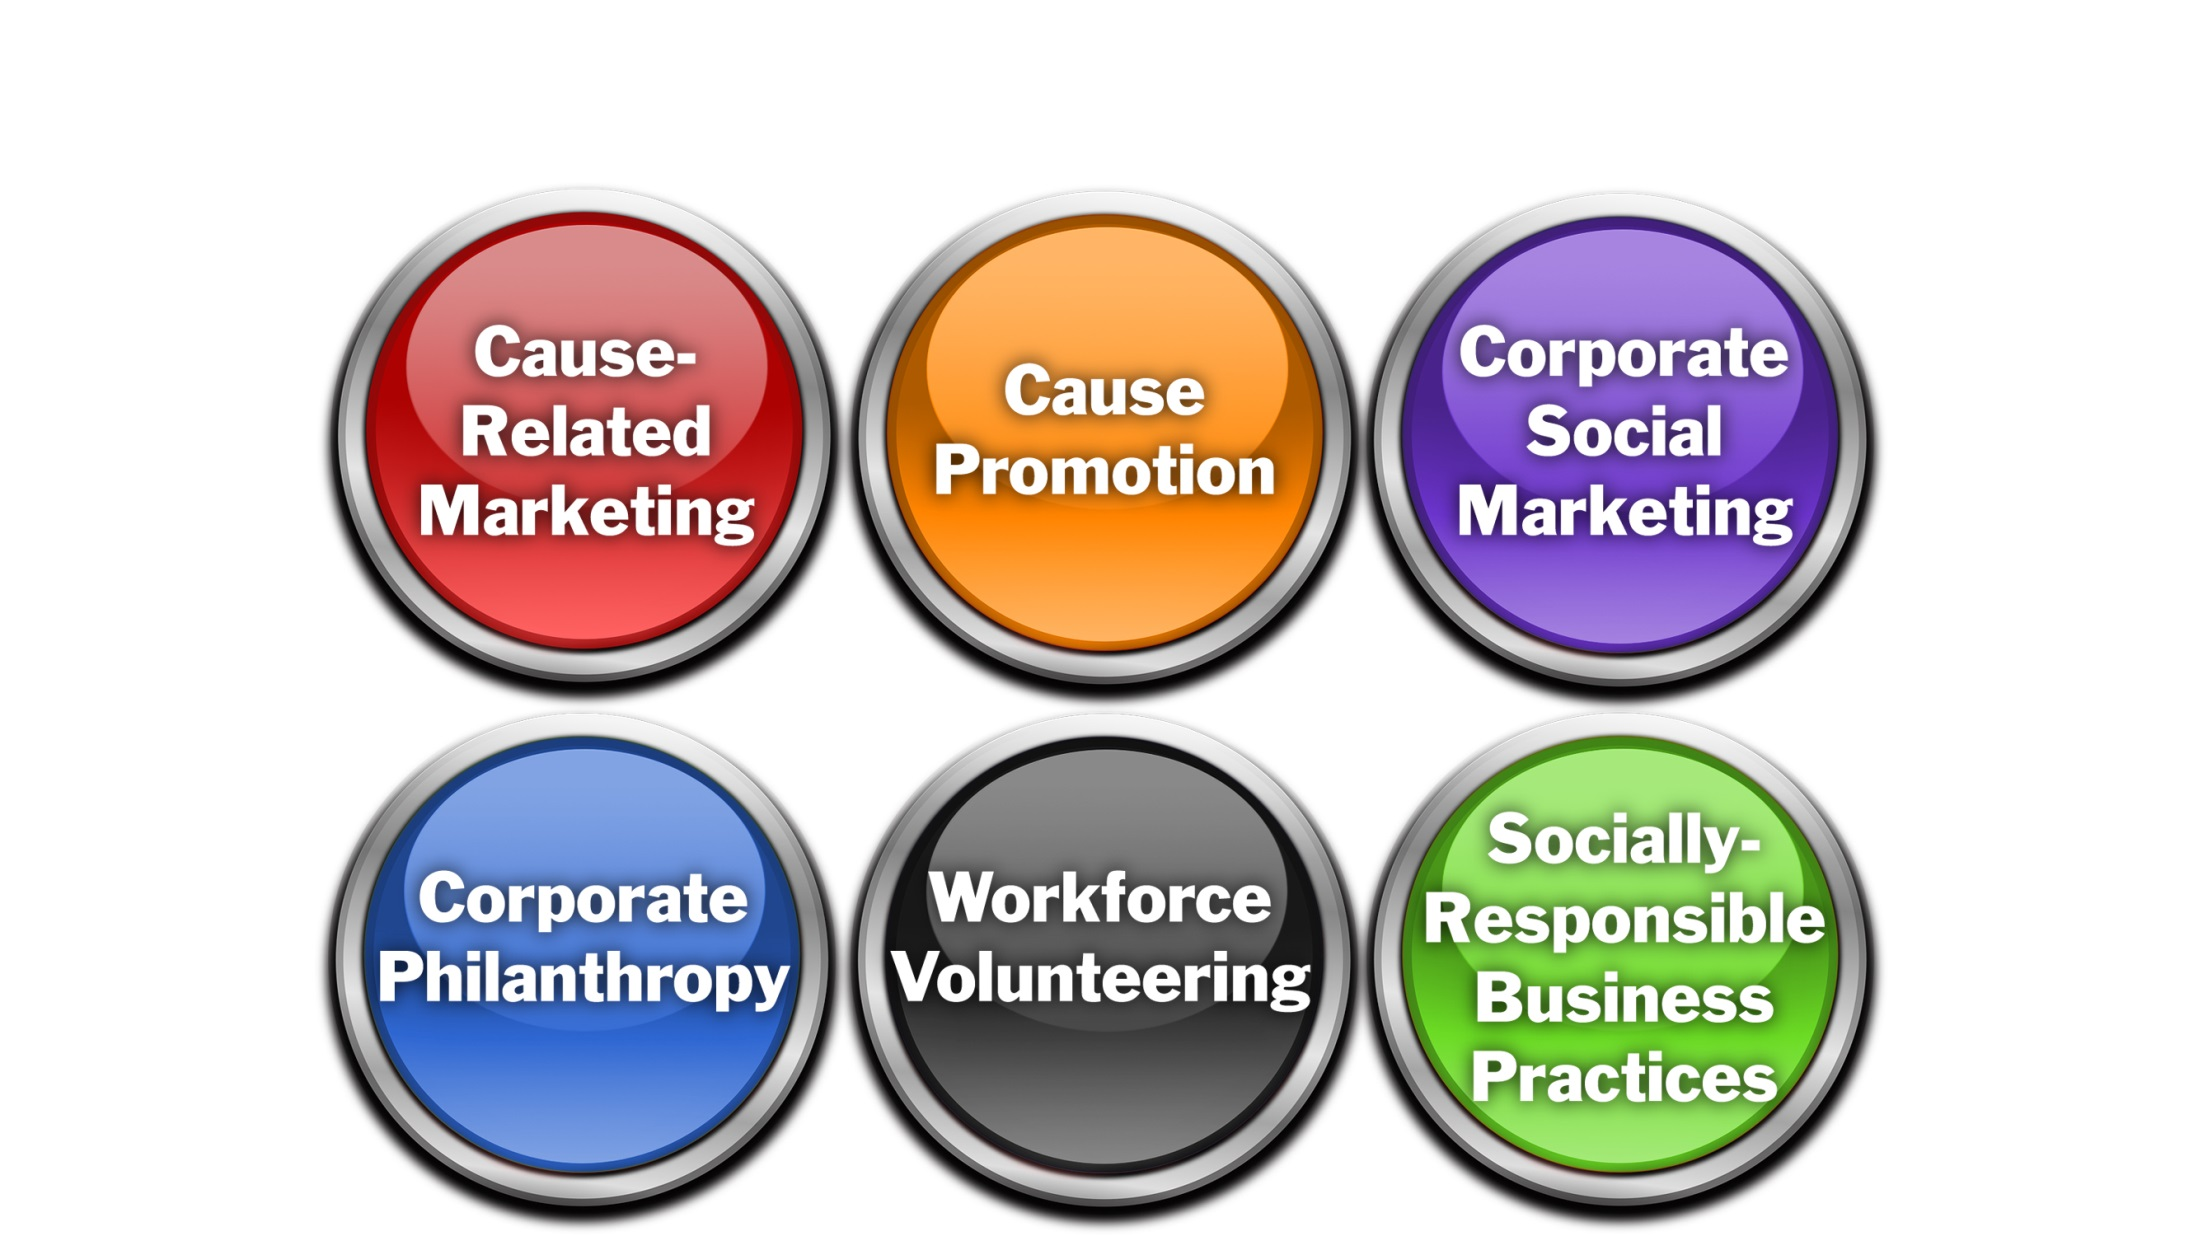 Cause-
Related
Marketing
Cause
Promotion
Corporate
Social
Marketing
Corporate
Philanthropy
Workforce
Volunteering
Socially-
Responsible
Business
Practices